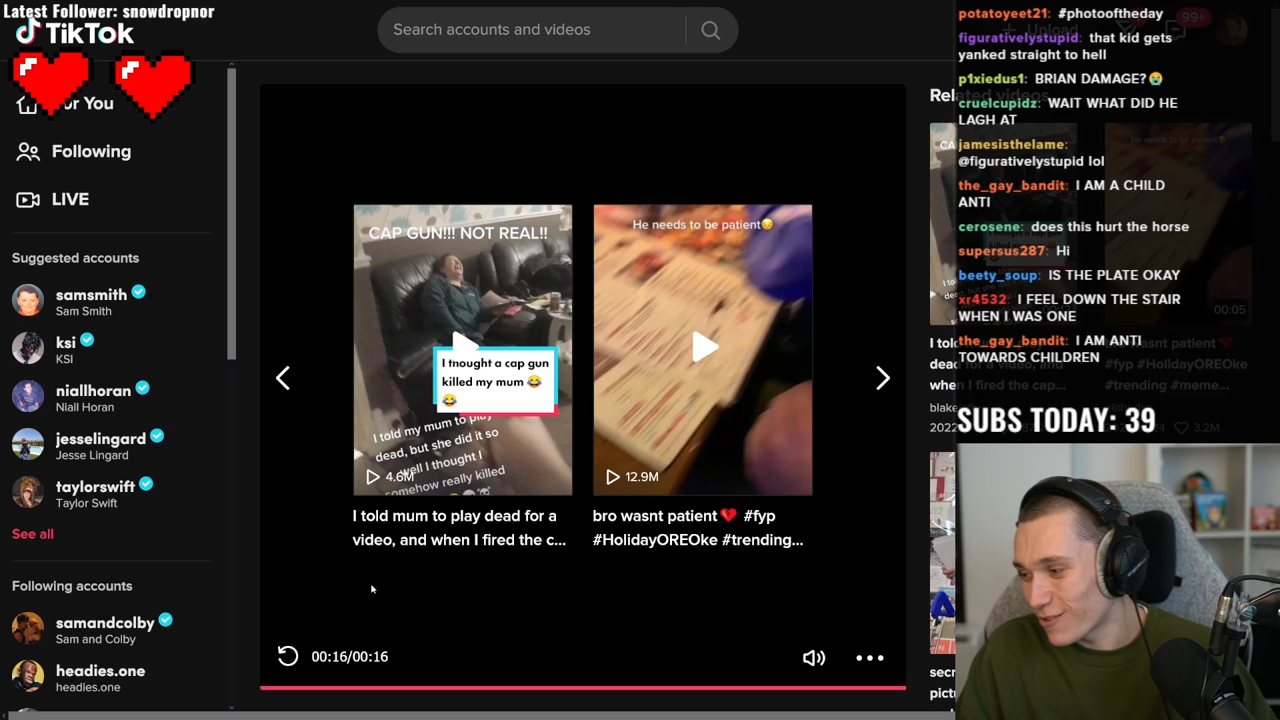 Latest Follower: snowdropnor
TikTok
Search accounts and videos
Upload
99+
For You
Following
LIVE
Suggested accounts
samsmith
Sam Smith
ksi
KSI
niallhoran
Niall Horan
jesselingard
Jesse Lingard
taylorswift
Taylor Swift
See all
Following accounts
samandcolby
Sam and Colby
headies.one
headies.one
CAP GUN!!! NOT REAL!!
I thought a cap gun
killed my mum 😂
😂
I told my mum to play
dead, but she did it so
well I thought I
somehow really killed
4.6M
I told mum to play dead for a
video, and when I fired the c...
He needs to be patient😔
12.9M
bro wasnt patient💔 #fyp
#HolidayOREOke #trending...
00:16/00:16
Related videos
potatoyeet21: #photooftheday
figurativelystupid: that kid gets
yanked straight to hell
p1xiedus1: BRIAN DAMAGE?😭
cruelcupidz: WAIT WHAT DID HE
LAGH AT
jamesisthelame:
@figurativelystupid lol
the_gay_bandit: I AM A CHILD
ANTI
cerosene: does this hurt the horse
supersus287: Hi
beety_soup: IS THE PLATE OKAY
xr4532: I FEEL DOWN THE STAIR
WHEN I WAS ONE
the_gay_bandit: I AM ANTI
TOWARDS CHILDREN
00:05
I told
dead for a video, and
when I fired the cap...
blake
2022
wasnt patient💔
#fyp #HolidayOREOke
#trending #meme...
3.2M
SUBS TODAY: 39
secr
pict